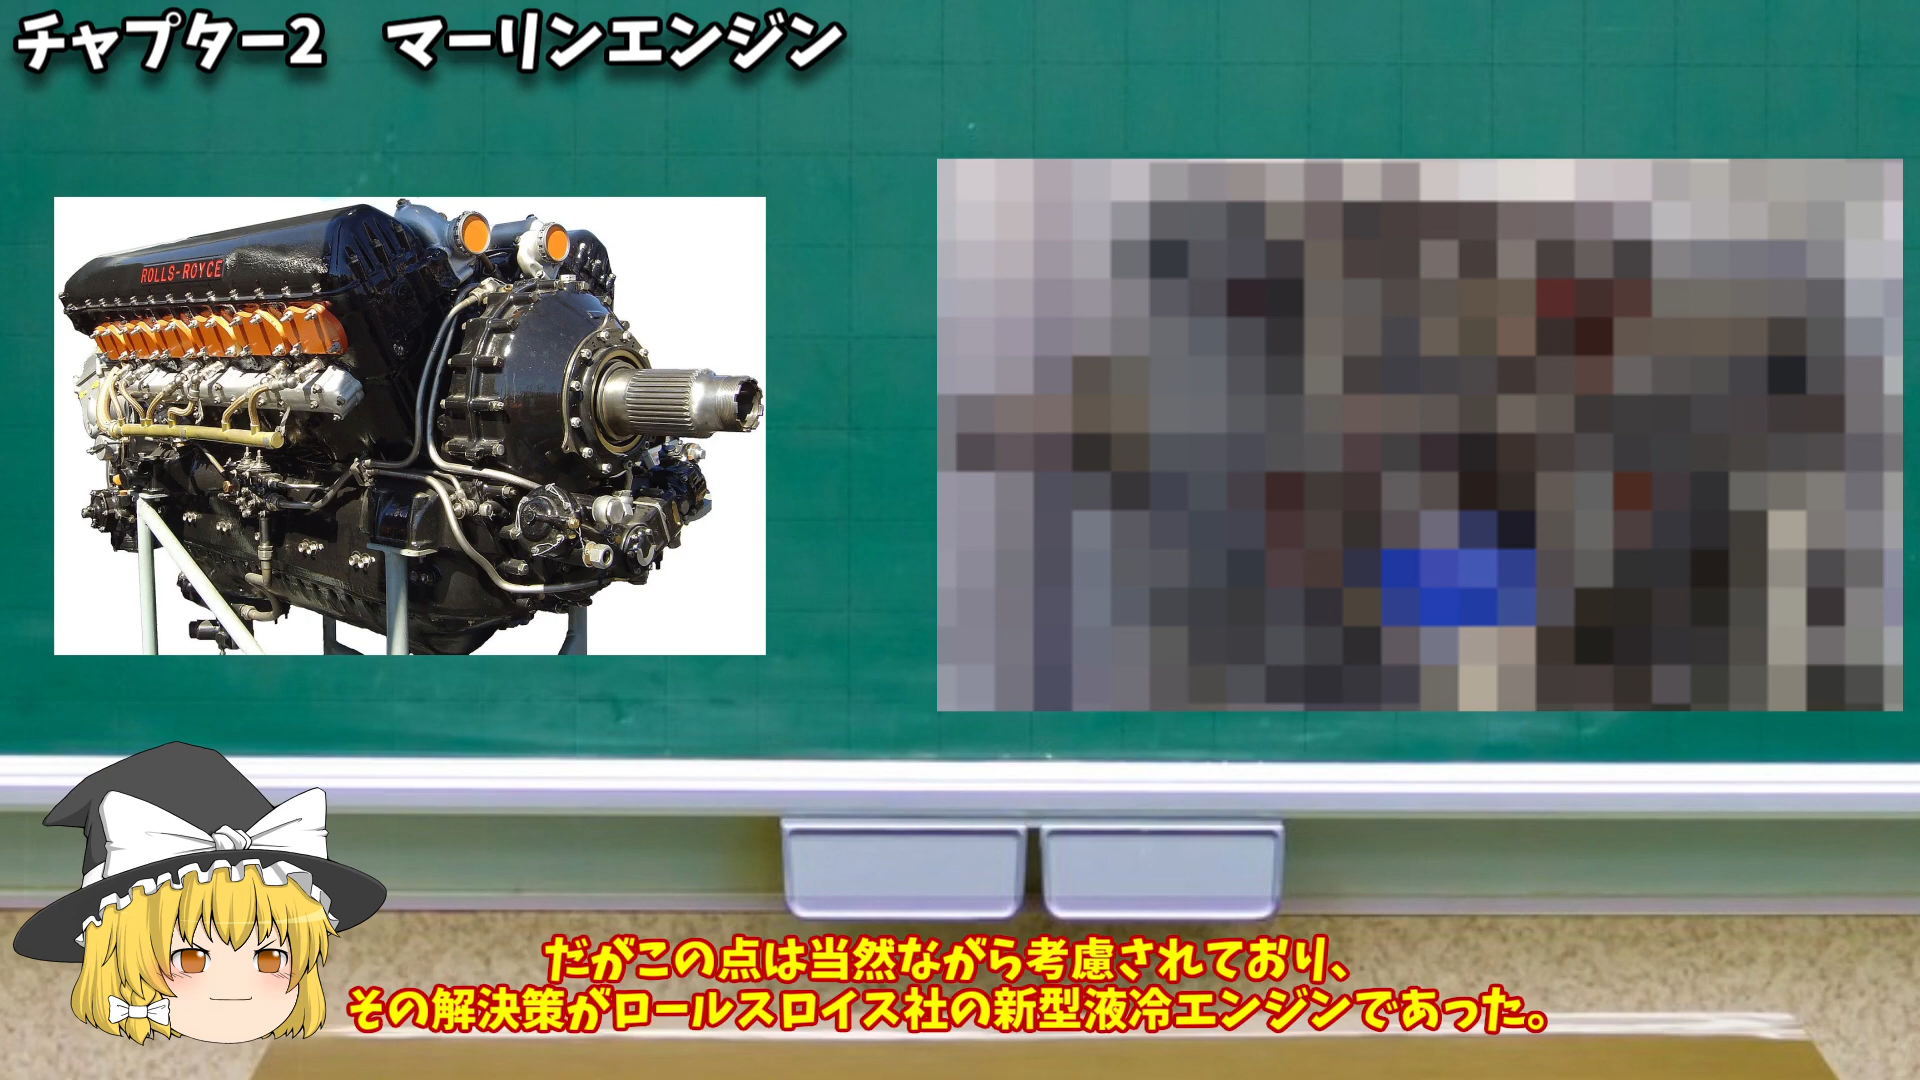 チャプター2　マーリンエンジン
ROLLS-ROYCE
だがこの点は当然ながら考慮されており、
その解決策がロールスロイス社の新型液冷エンジンであった。